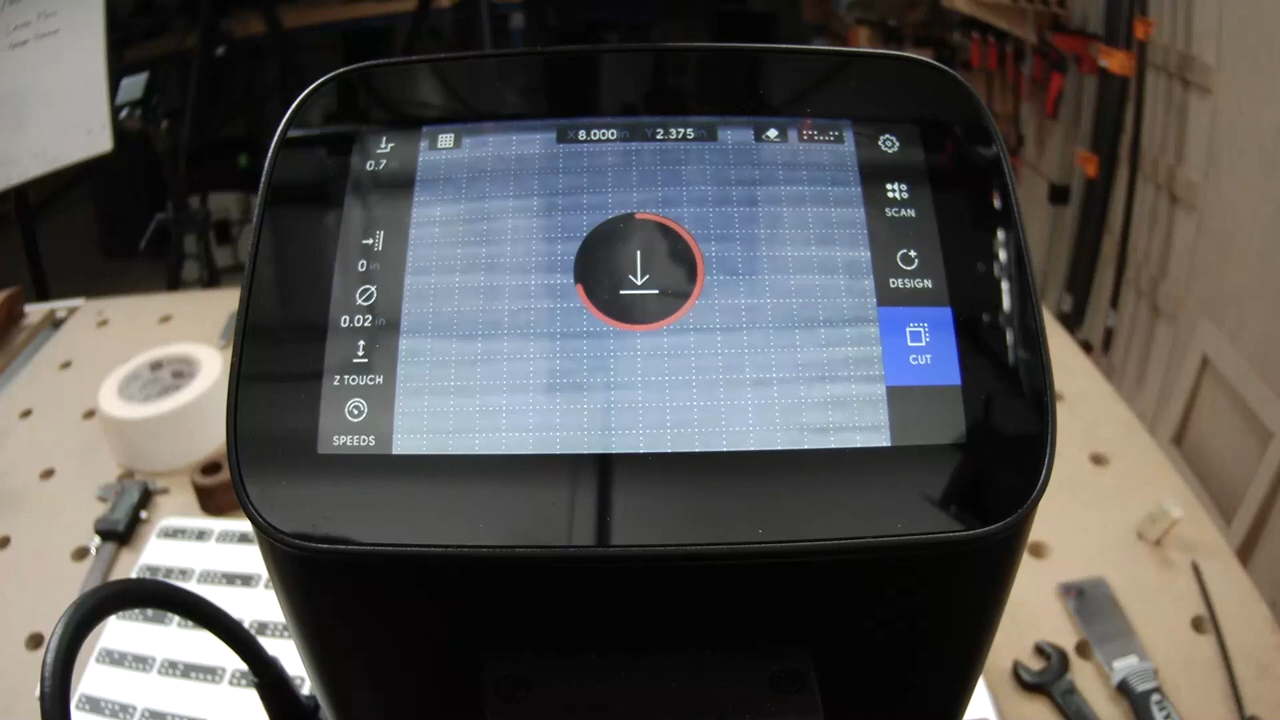 X 8.000 in Y 2.375 in
0.7
SCAN
0 in
DESIGN
0.02 in
CUT
Z TOUCH
SPEEDS